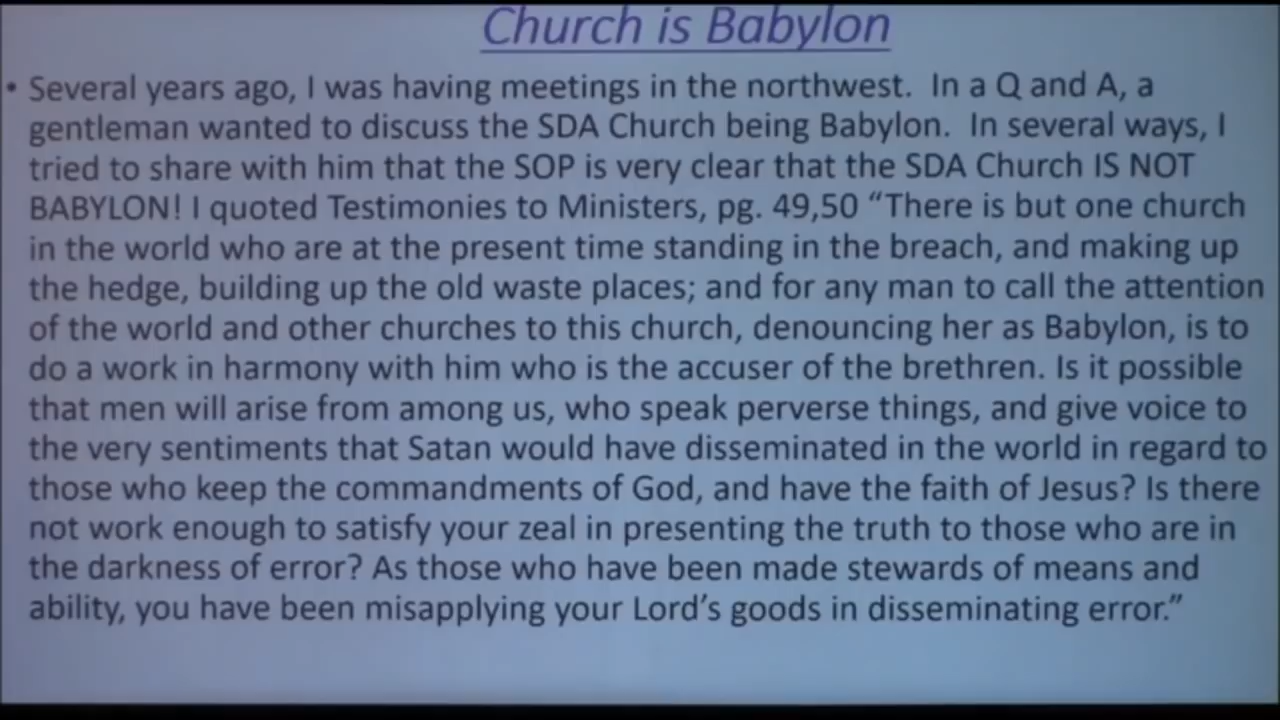 Church is Babylon
• Several years ago, I was having meetings in the northwest.  In a Q and A, a
gentleman wanted to discuss the SDA Church being Babylon.  In several ways, I
tried to share with him that the SOP is very clear that the SDA Church IS NOT
BABYLON! I quoted Testimonies to Ministers, pg. 49,50 “There is but one church
in the world who are at the present time standing in the breach, and making up
the hedge, building up the old waste places; and for any man to call the attention
of the world and other churches to this church, denouncing her as Babylon, is to
do a work in harmony with him who is the accuser of the brethren. Is it possible
that men will arise from among us, who speak perverse things, and give voice to
the very sentiments that Satan would have disseminated in the world in regard to
those who keep the commandments of God, and have the faith of Jesus? Is there
not work enough to satisfy your zeal in presenting the truth to those who are in
the darkness of error? As those who have been made stewards of means and
ability, you have been misapplying your Lord’s goods in disseminating error.”